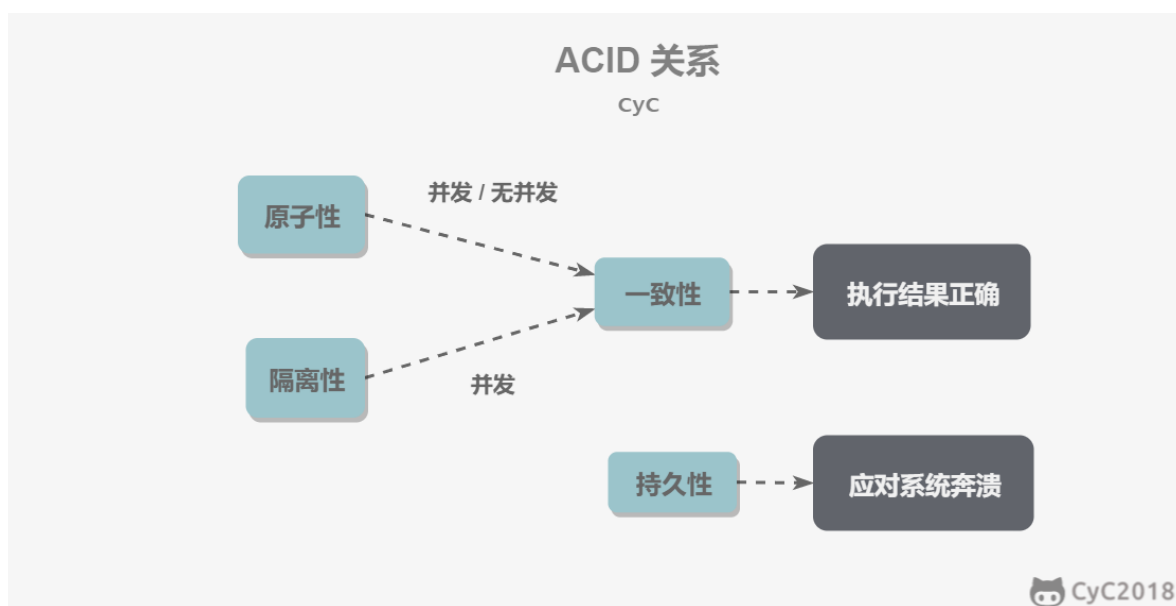 ACID 关系
CyC
原子性
并发 / 无并发
一致性
执行结果正确
隔离性
并发
持久性
应对系统奔溃
CyC2018